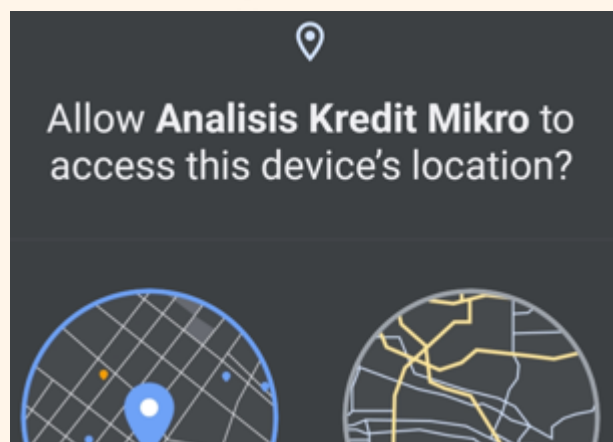 Allow Analisis Kredit Mikro to
access this device’s location?